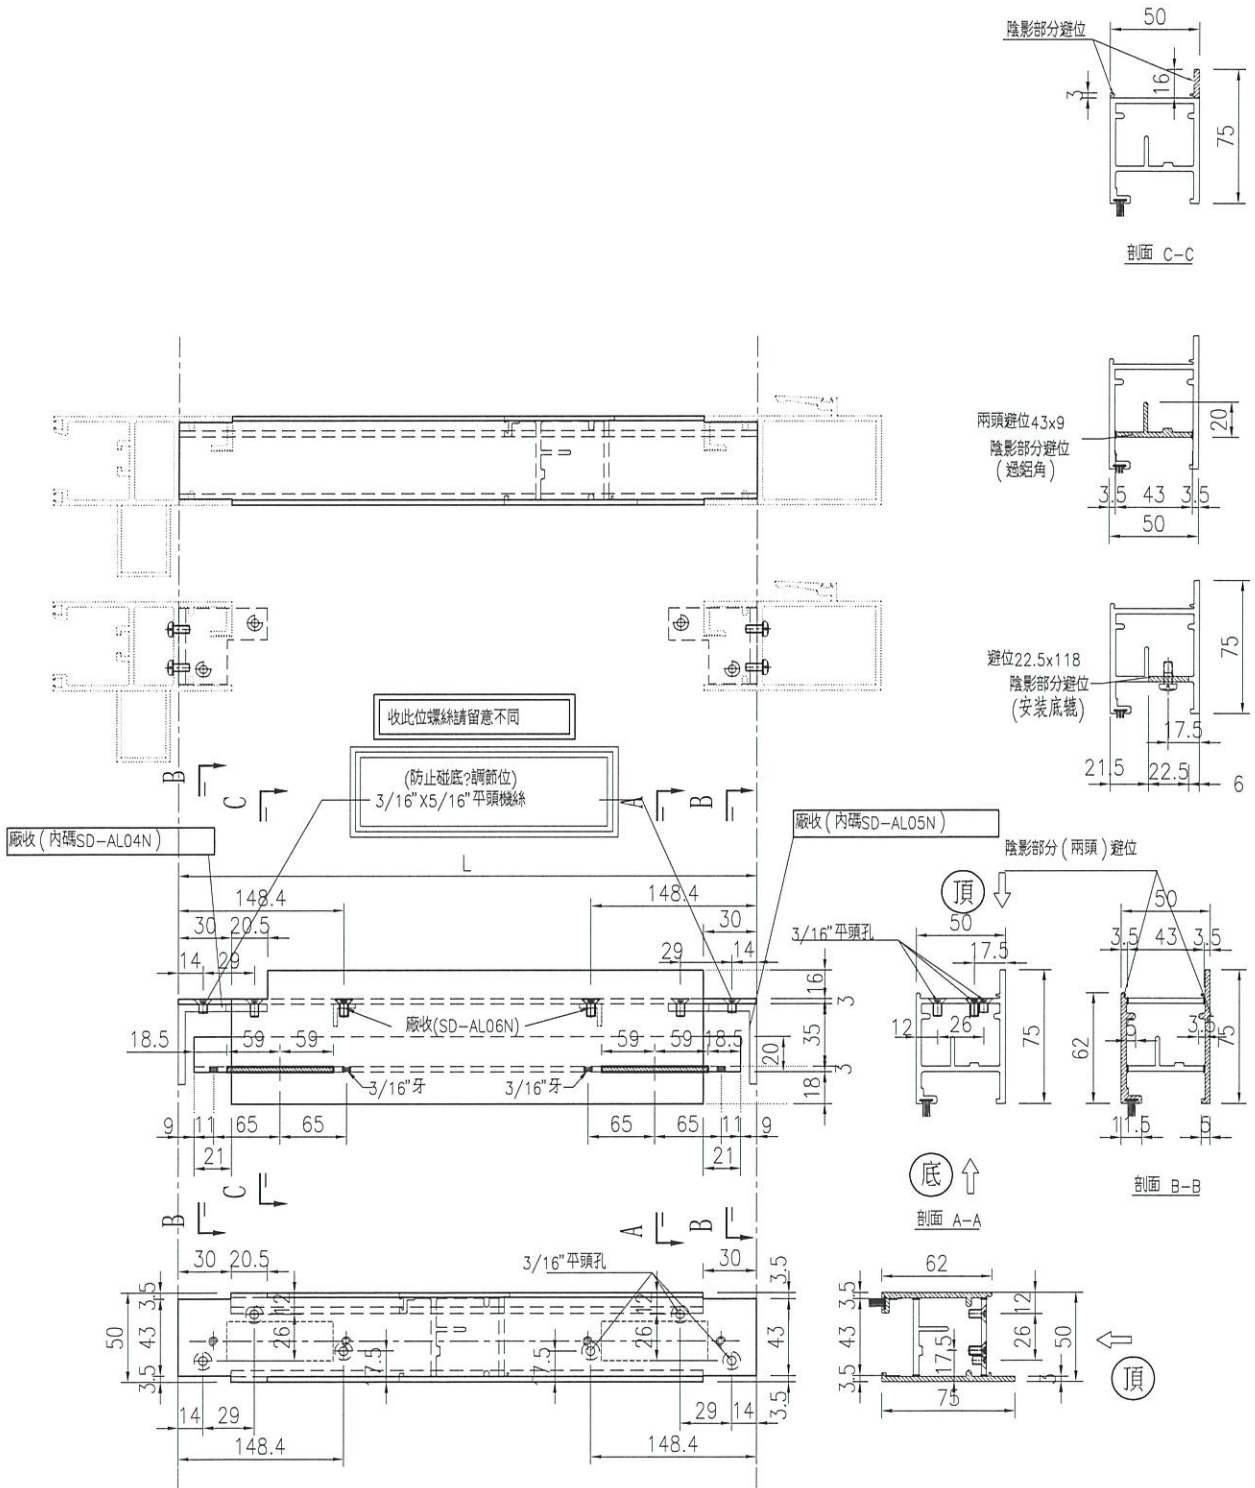 50
陰影部分避位
16
3
75
剖面 C-C
兩頭避位43x9
陰影部分避位
(過鋁角)
20
3.5 43 3.5
50
避位22.5x118
陰影部分避位
(安裝底轆)
75
17.5
21.5 22.5 6
收此位螺絲請留意不同
(防止碰底?調節位)
3/16"X5/16"平頭機絲
B C A B
廠收(內碼SD-AL04N)
廠收(內碼SD-AL05N)
陰影部分(兩頭)避位
L
148.4 148.4
30 20.5 30
14 29 29 14
頂
50
3/16"平頭孔
17.5
50
3.5 43 3.5
16
3
廠收(SD-AL06N)
35
18.5 59 59 59 59 18.5
20
3
18
3/16"牙 3/16"牙
12 26
75
62
5
3.5
75
9 11 65 65 65 65 11 9
21 21
11.5 5
底
剖面 A-A
剖面 B-B
B C A B
3/16"平頭孔
30 20.5 30
3.5
50 43
3.5
12
26
17.5
17.5
12
26
3.5
43
3.5
14 29 29 14
148.4 148.4
62
3.5
43
3.5
17.5
12
26
50
3
75
頂